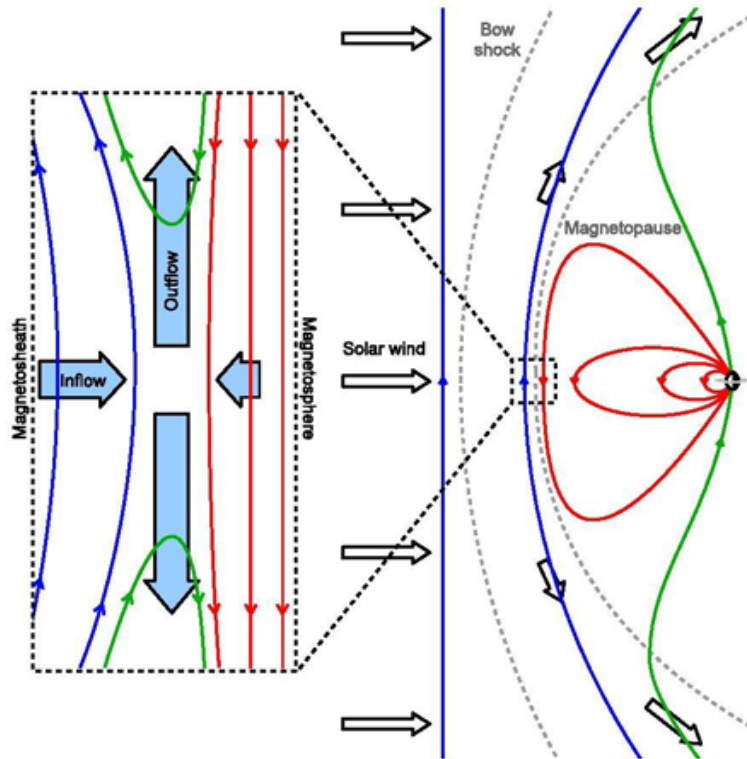 Bow
shock
Magnetopause
Solar wind
Magnetosheath
Inflow
Outflow
Magnetosphere